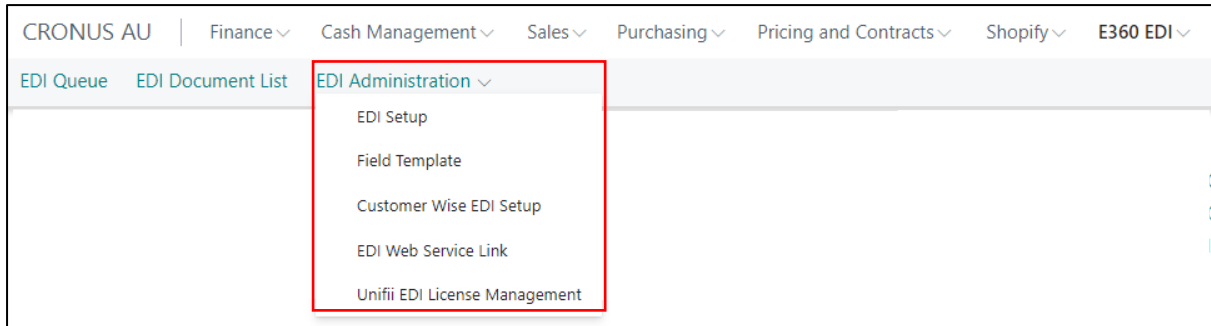 CRONUS AU Finance Cash Management Sales Purchasing Pricing and Contracts Shopify E360 EDI
EDI Queue EDI Document List EDI Administration
EDI Setup
Field Template
Customer Wise EDI Setup
EDI Web Service Link
Unifii EDI License Management